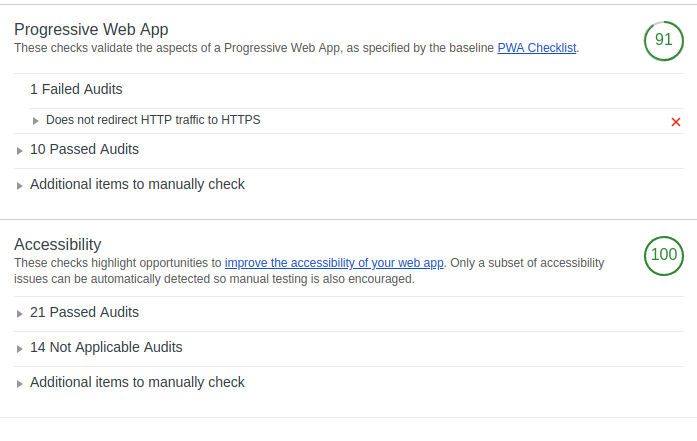 Progressive Web App
91
These checks validate the aspects of a Progressive Web App, as specified by the baseline PWA Checklist.
1 Failed Audits
Does not redirect HTTP traffic to HTTPS
10 Passed Audits
Additional items to manually check
Accessibility
100
These checks highlight opportunities to improve the accessibility of your web app. Only a subset of accessibility
issues can be automatically detected so manual testing is also encouraged.
21 Passed Audits
14 Not Applicable Audits
Additional items to manually check